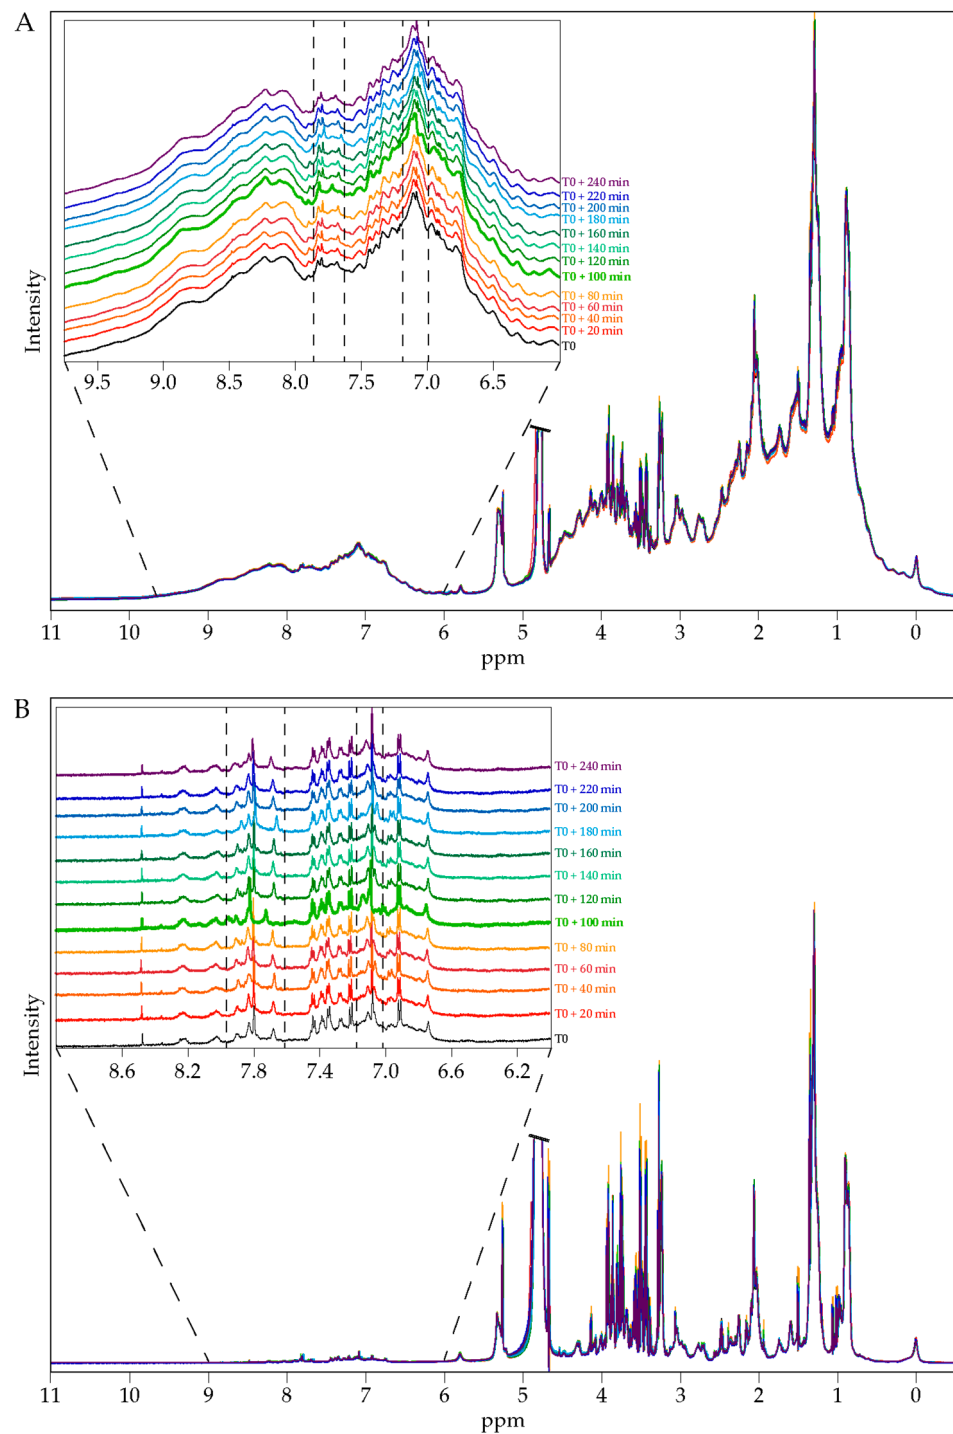 A
T0 + 240 min
T0 + 220 min
T0 + 200 min
T0 + 180 min
T0 + 160 min
T0 + 140 min
T0 + 120 min
T0 + 100 min
T0 + 80 min
T0 + 60 min
T0 + 40 min
T0 + 20 min
T0
Intensity
9.5 9.0 8.5 8.0 7.5 7.0 6.5
11 10 9 8 7 6 5 4 3 2 1 0
ppm
B
T0 + 240 min
T0 + 220 min
T0 + 200 min
T0 + 180 min
T0 + 160 min
T0 + 140 min
T0 + 120 min
T0 + 100 min
T0 + 80 min
T0 + 60 min
T0 + 40 min
T0 + 20 min
T0
Intensity
8.6 8.2 7.8 7.4 7.0 6.6 6.2
11 10 9 8 7 6 5 4 3 2 1 0
ppm